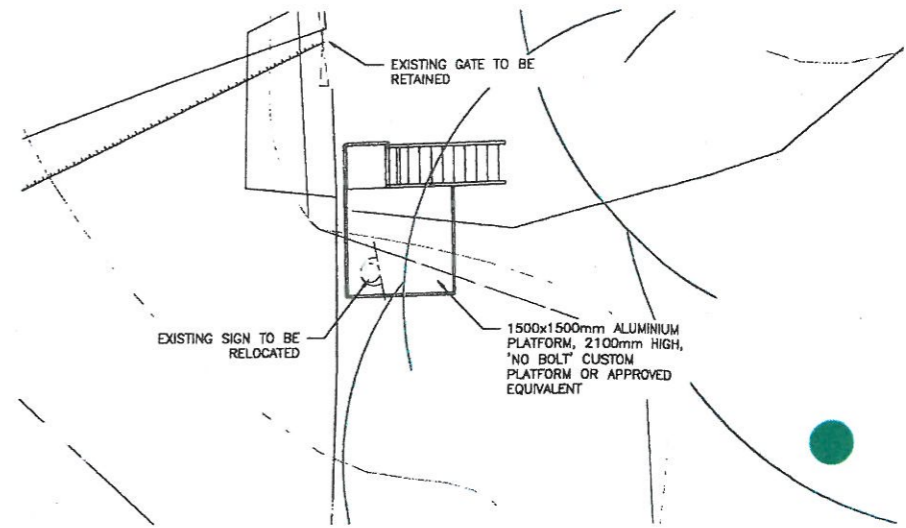 EXISTING GATE TO BE
RETAINED
EXISTING SIGN TO BE
RELOCATED
1500x1500mm ALUMINIUM
PLATFORM, 2100mm HIGH,
'NO BOLT' CUSTOM
PLATFORM OR APPROVED
EQUIVALENT